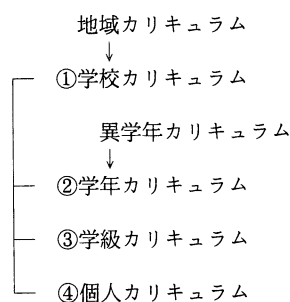 地域カリキュラム
↓
①学校カリキュラム
異学年カリキュラム
↓
②学年カリキュラム
③学級カリキュラム
④個人カリキュラム